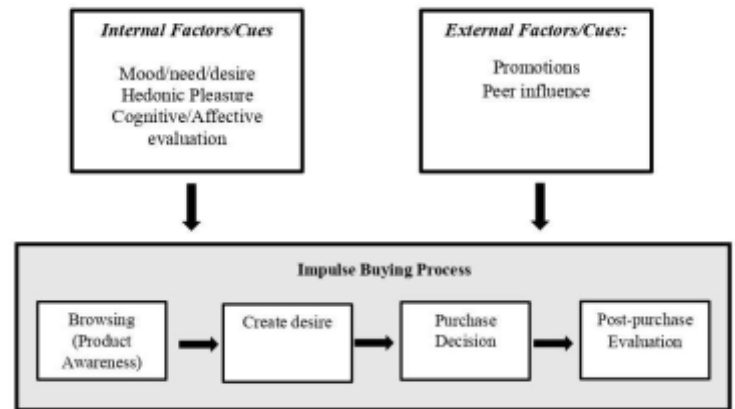 Internal Factors/Cues
Mood/need/desire
Hedonic Pleasure
Cognitive/Affective
evaluation
External Factors/Cues:
Promotions
Peer influence
Impulse Buying Process
Browsing
(Product
Awareness)
Create desire
Purchase
Decision
Post-purchase
Evaluation